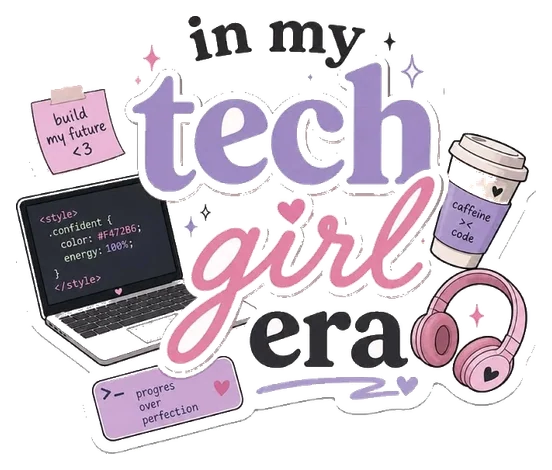 in my
tech
girl
era
build
my future
<3
<style>
.confident {
color: #F472B6;
energy: 100%;
}
</style>
caffeine
><
code
>_ progres
over
perfection